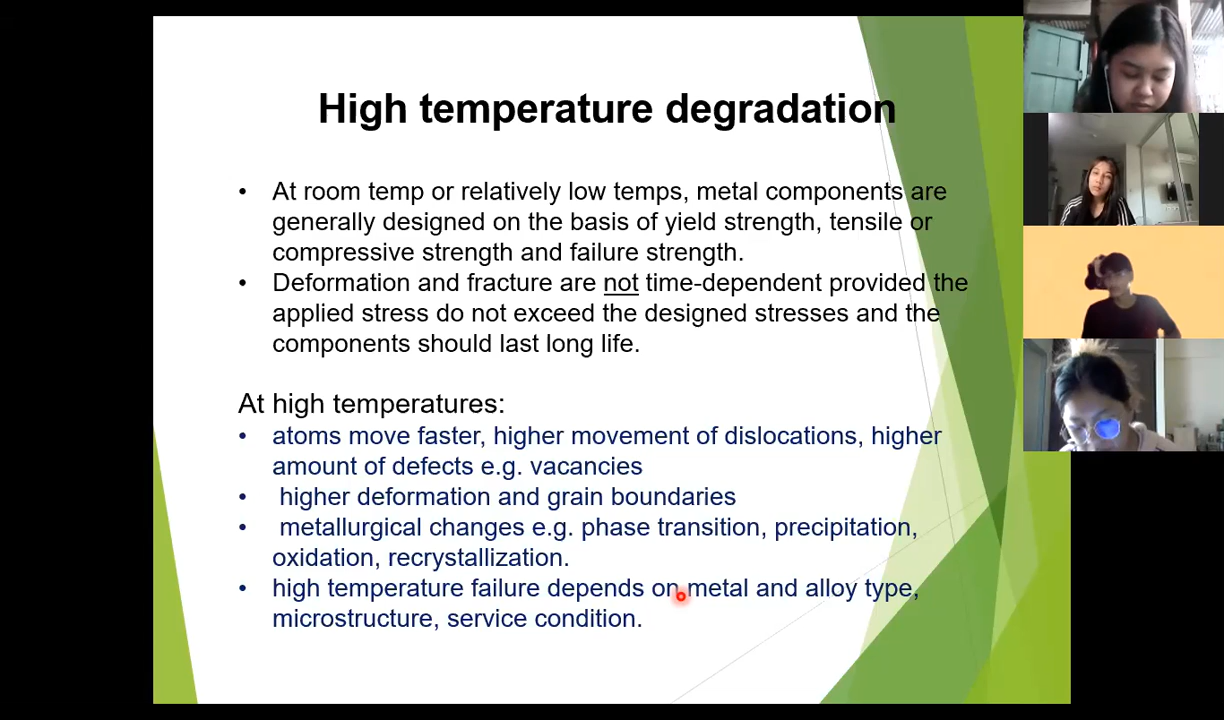 High temperature degradation
• At room temp or relatively low temps, metal components are
generally designed on the basis of yield strength, tensile or
compressive strength and failure strength.
• Deformation and fracture are not time-dependent provided the
applied stress do not exceed the designed stresses and the
components should last long life.
At high temperatures:
• atoms move faster, higher movement of dislocations, higher
amount of defects e.g. vacancies
• higher deformation and grain boundaries
• metallurgical changes e.g. phase transition, precipitation,
oxidation, recrystallization.
• high temperature failure depends on metal and alloy type,
microstructure, service condition.